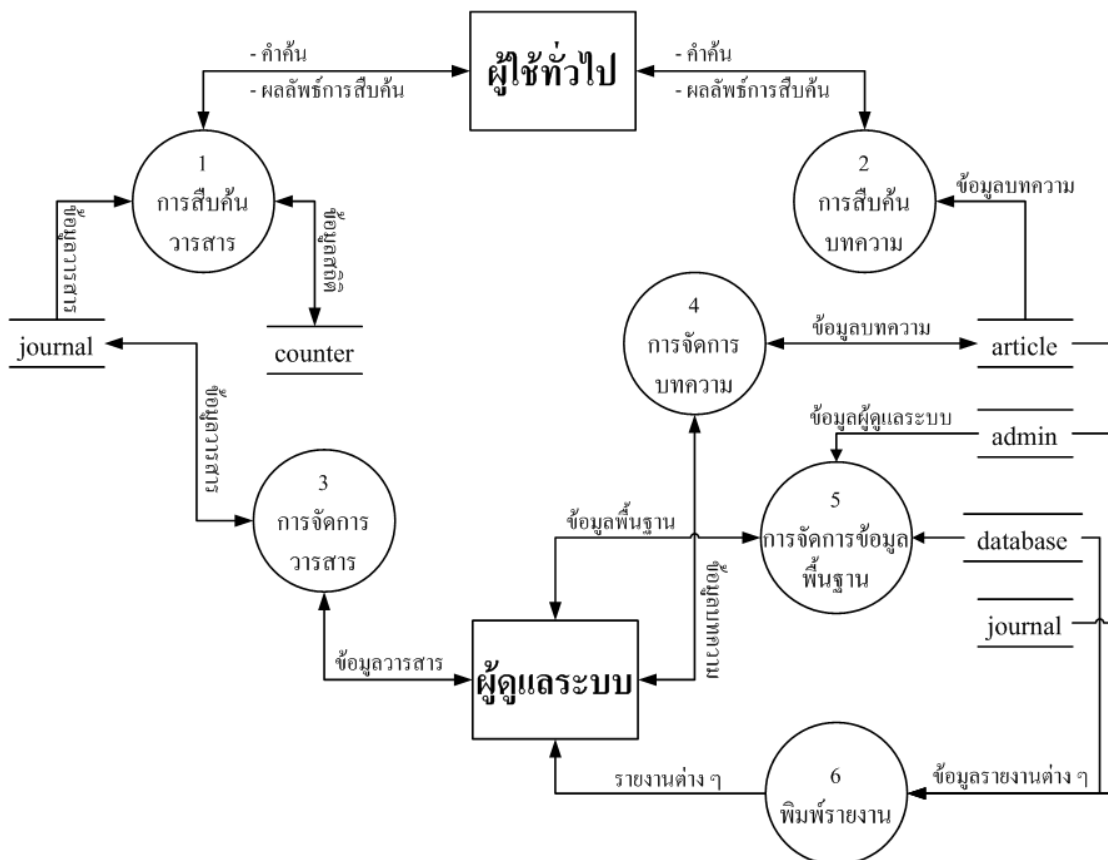 - คำค้น
- ผลลัพธ์การสืบค้น
ผู้ใช้ทั่วไป
- คำค้น
- ผลลัพธ์การสืบค้น
1
การสืบค้น
วารสาร
2
การสืบค้น
บทความ
ข้อมูลบทความ
ข้อมูลวารสาร
ข้อมูลสถิติ
journal
counter
4
การจัดการ
บทความ
ข้อมูลบทความ
article
ข้อมูลวารสาร
ข้อมูลผู้ดูแลระบบ
admin
3
การจัดการ
วารสาร
ข้อมูลพื้นฐาน
5
การจัดการข้อมูล
พื้นฐาน
database
ข้อมูลบทความ
journal
ข้อมูลวารสาร
ผู้ดูแลระบบ
รายงานต่าง ๆ
6
พิมพ์รายงาน
ข้อมูลรายงานต่าง ๆ